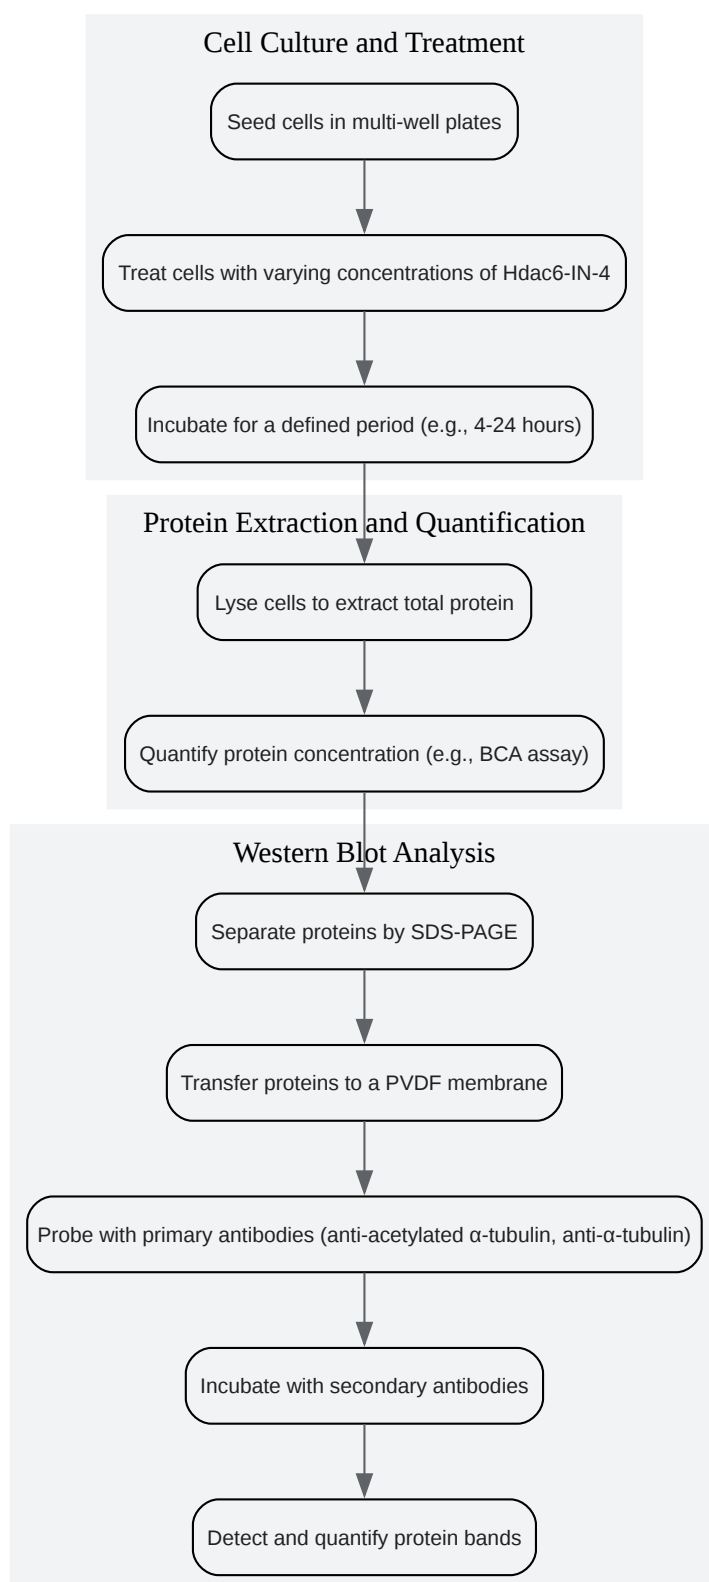 Cell Culture and Treatment
Seed cells in multi-well plates
Treat cells with varying concentrations of Hdac6-IN-4
Incubate for a defined period (e.g., 4-24 hours)
Protein Extraction and Quantification
Lyse cells to extract total protein
Quantify protein concentration (e.g., BCA assay)
Western Blot Analysis
Separate proteins by SDS-PAGE
Transfer proteins to a PVDF membrane
Probe with primary antibodies (anti-acetylated α-tubulin, anti-α-tubulin)
Incubate with secondary antibodies
Detect and quantify protein bands